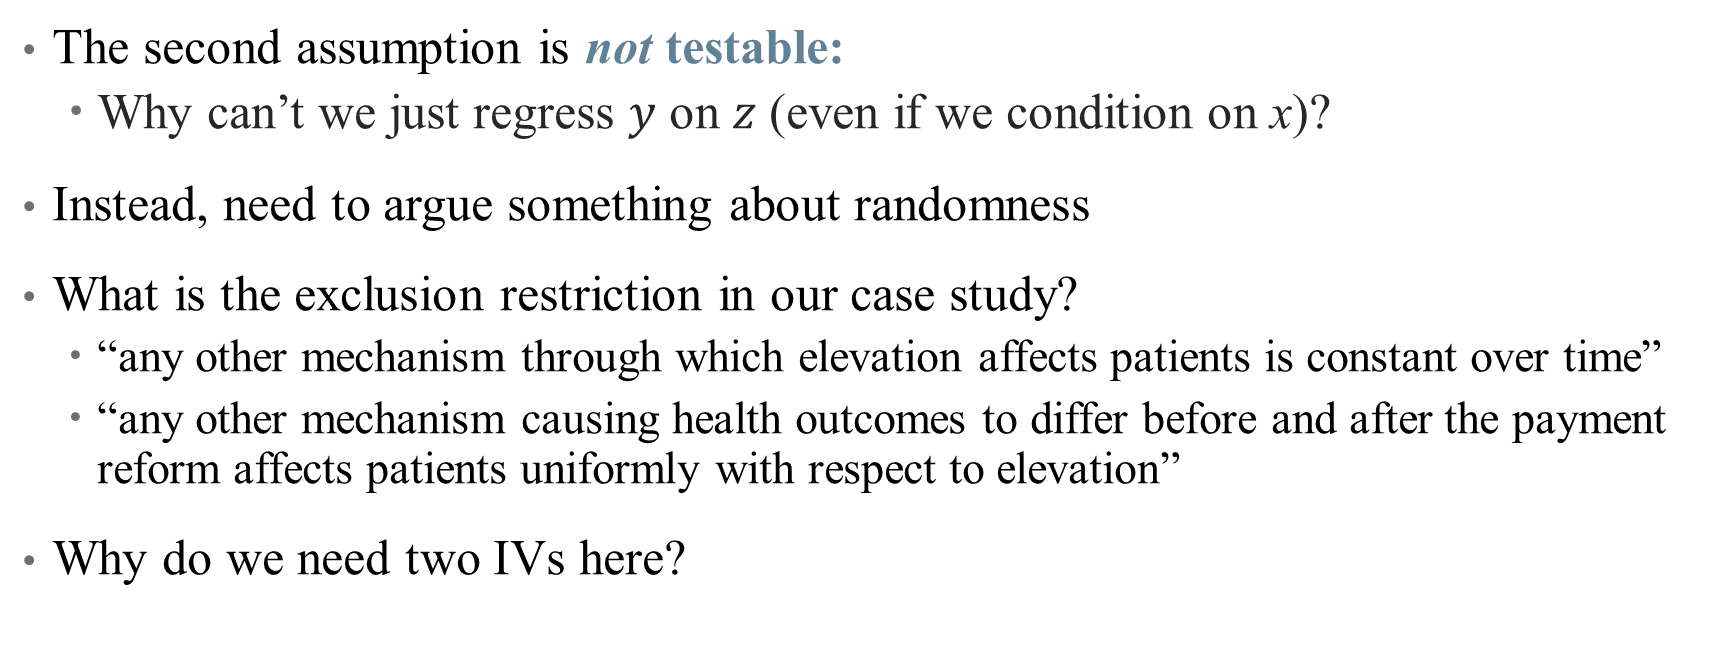 • The second assumption is not testable:
• Why can’t we just regress y on z (even if we condition on x)?
• Instead, need to argue something about randomness
• What is the exclusion restriction in our case study?
• “any other mechanism through which elevation affects patients is constant over time”
• “any other mechanism causing health outcomes to differ before and after the payment
reform affects patients uniformly with respect to elevation”
• Why do we need two IVs here?